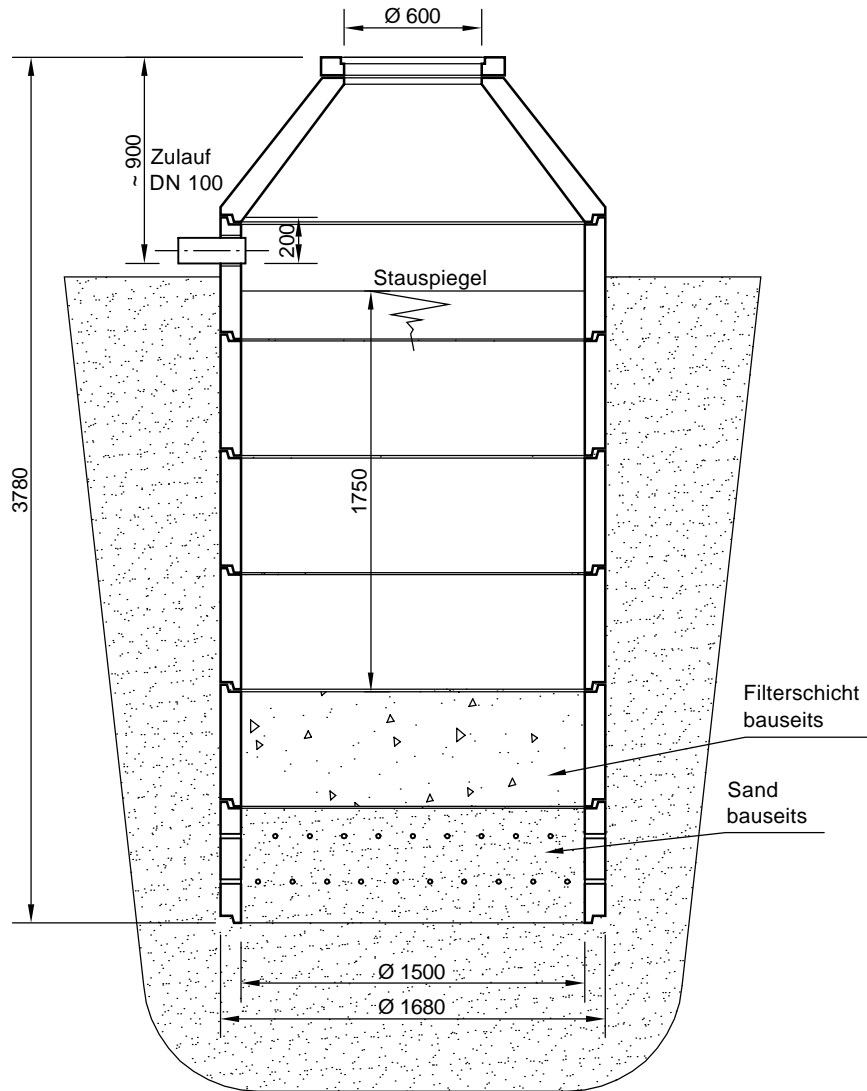 Ø 600
~ 900
Zulauf
DN 100
200
Stauspiegel
3780
1750
Filterschicht
bauseits
Sand
bauseits
Ø 1500
Ø 1680